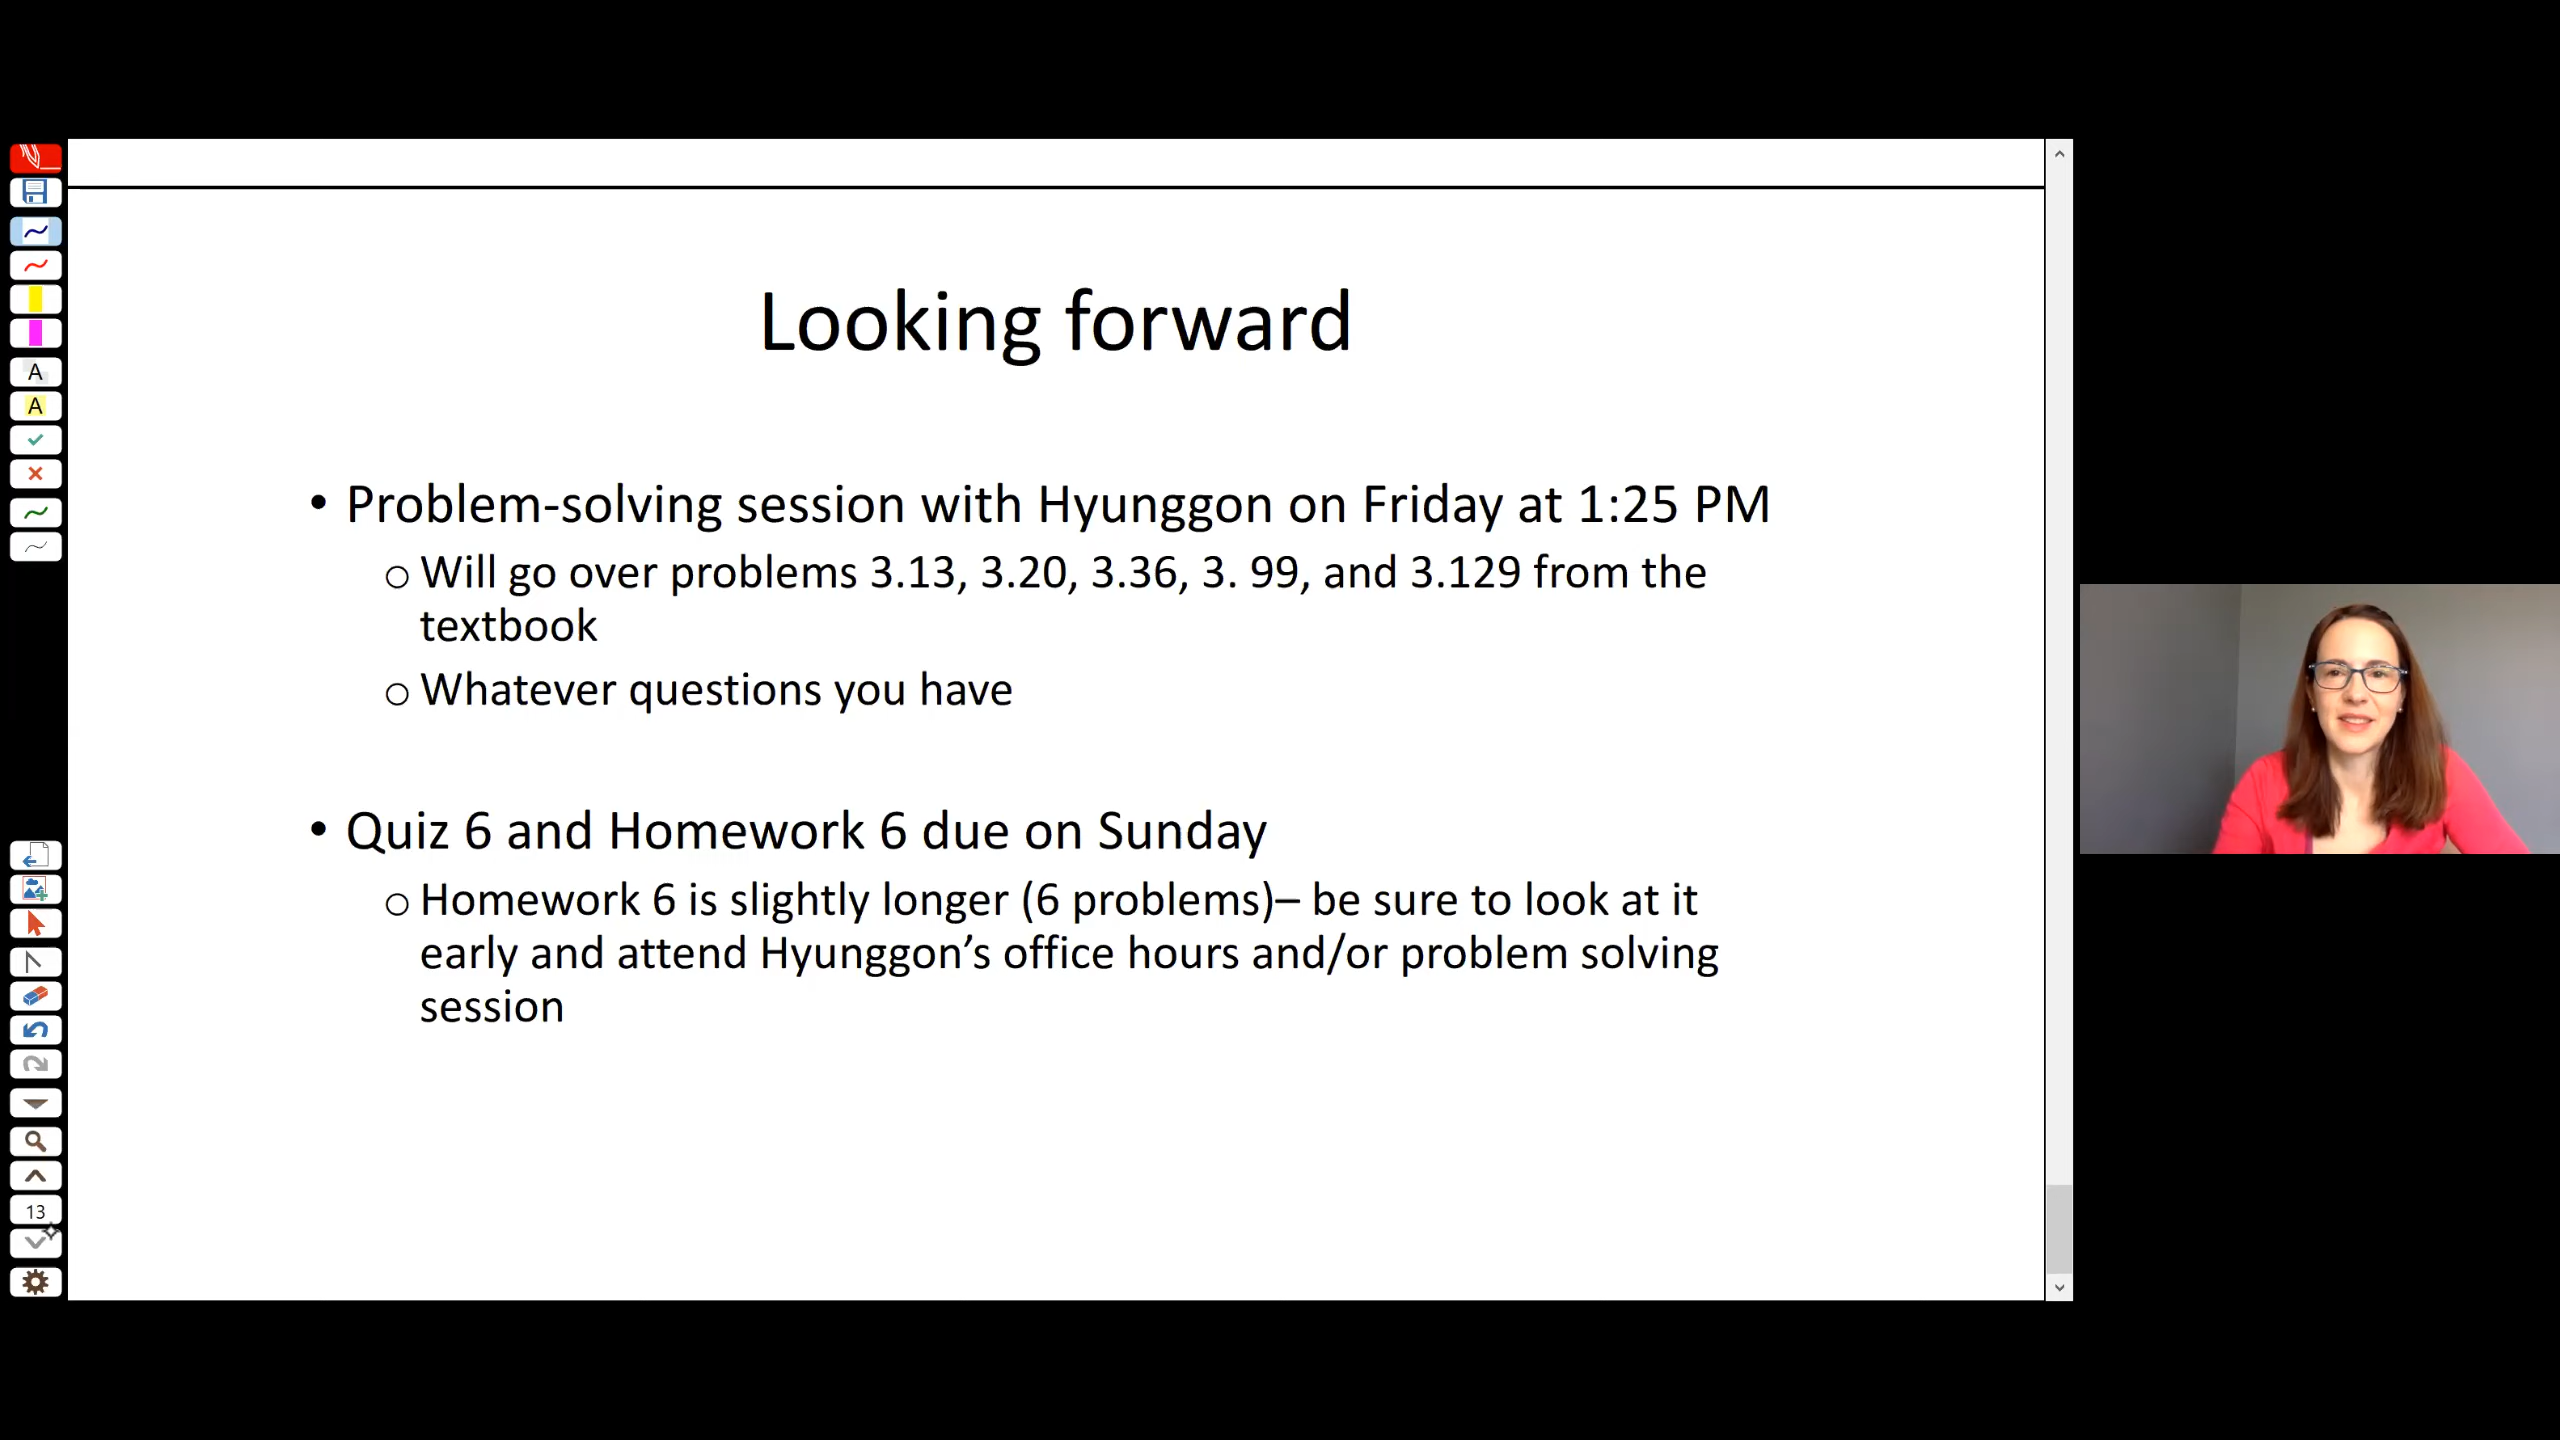 Looking forward
• Problem-solving session with Hyunggon on Friday at 1:25 PM
o Will go over problems 3.13, 3.20, 3.36, 3. 99, and 3.129 from the
textbook
o Whatever questions you have
• Quiz 6 and Homework 6 due on Sunday
o Homework 6 is slightly longer (6 problems)– be sure to look at it
early and attend Hyunggon’s office hours and/or problem solving
session
A
A
13